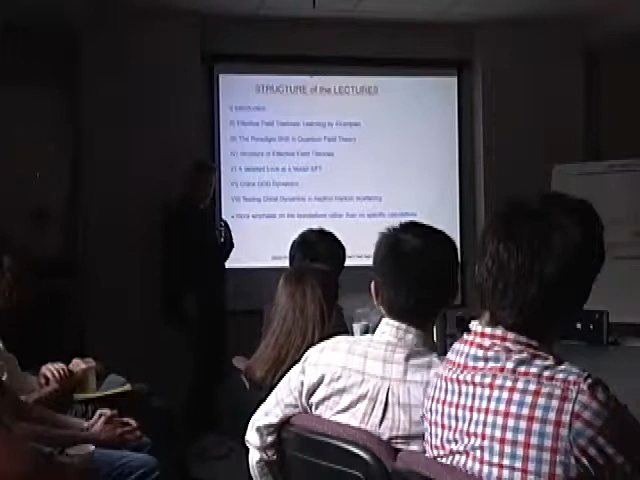 STRUCTURE of the LECTURES
II) Effective Field Theories: Learning by Examples
III) The Paradigm Shift in Quantum Field Theory
IV) Structure of Effective Field Theories
V) A detailed Look at a Model EFT
VI) Chiral QCD Dynamics
VII) Testing Chiral Dynamics in Hadron Hadron Scattering
• more emphasis on the foundations rather than on specific calculations